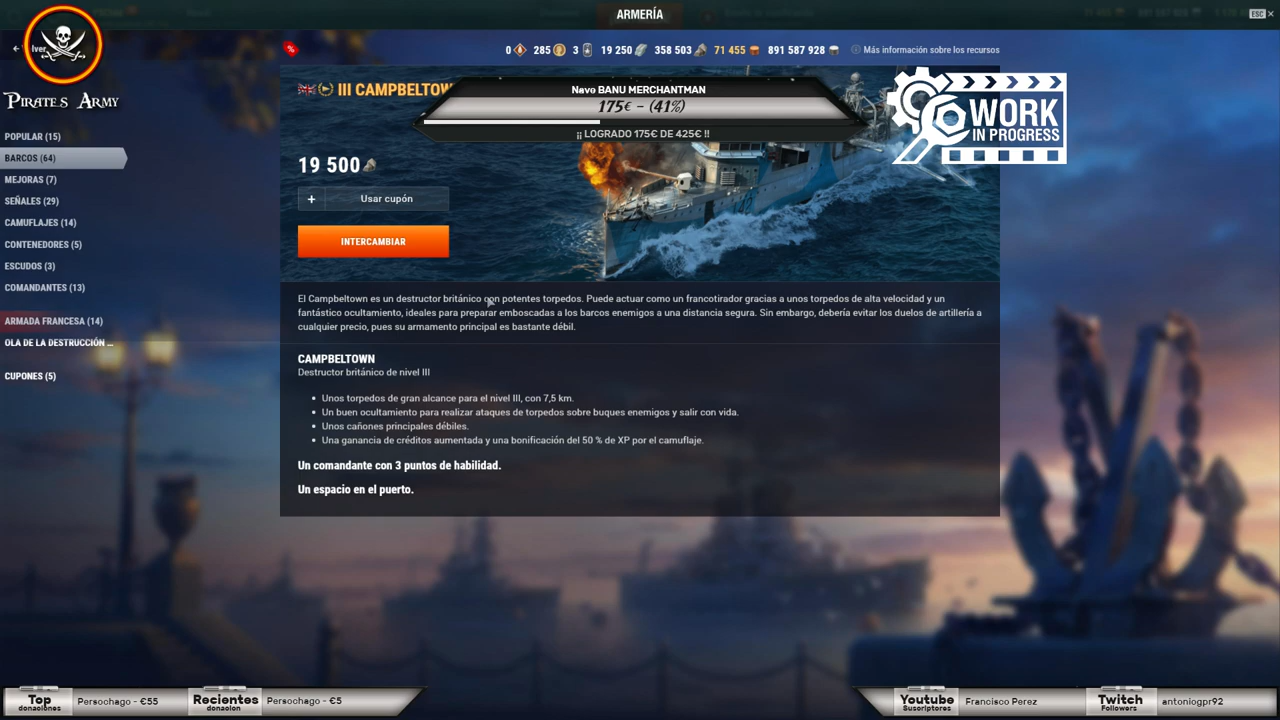 ARMERÍA
ESC
lver
PIRATE'S ARMY
0 285 3 19 250 358 503 71 455 891 587 928 Más información sobre los recursos
III CAMPBELTOW
Nave BANU MERCHANTMAN
175€ - (41%)
¡¡ LOGRADO 175€ DE 425€ !!
WORK
IN PROGRESS
19 500
+ Usar cupón
INTERCAMBIAR
POPULAR (15)
BARCOS (64)
MEJORAS (7)
SEÑALES (29)
CAMUFLAJES (14)
CONTENEDORES (5)
ESCUDOS (3)
COMANDANTES (13)
ARMADA FRANCESA (14)
OLA DE LA DESTRUCCIÓN ...
CUPONES (5)
El Campbeltown es un destructor británico con potentes torpedos. Puede actuar como un francotirador gracias a unos torpedos de alta velocidad y un
fantástico ocultamiento, ideales para preparar emboscadas a los barcos enemigos a una distancia segura. Sin embargo, debería evitar los duelos de artillería a
cualquier precio, pues su armamento principal es bastante débil.
CAMPBELTOWN
Destructor británico de nivel III
• Unos torpedos de gran alcance para el nivel III, con 7,5 km.
• Un buen ocultamiento para realizar ataques de torpedos sobre buques enemigos y salir con vida.
• Unos cañones principales débiles.
• Una ganancia de créditos aumentada y una bonificación del 50 % de XP por el camuflaje.
Un comandante con 3 puntos de habilidad.
Un espacio en el puerto.
Top
donaciones
Persochago - €55
Recientes
donacion
Persochago - €5
Youtube
Suscriptores
Francisco Perez
Twitch
Followers
antoniogpr92